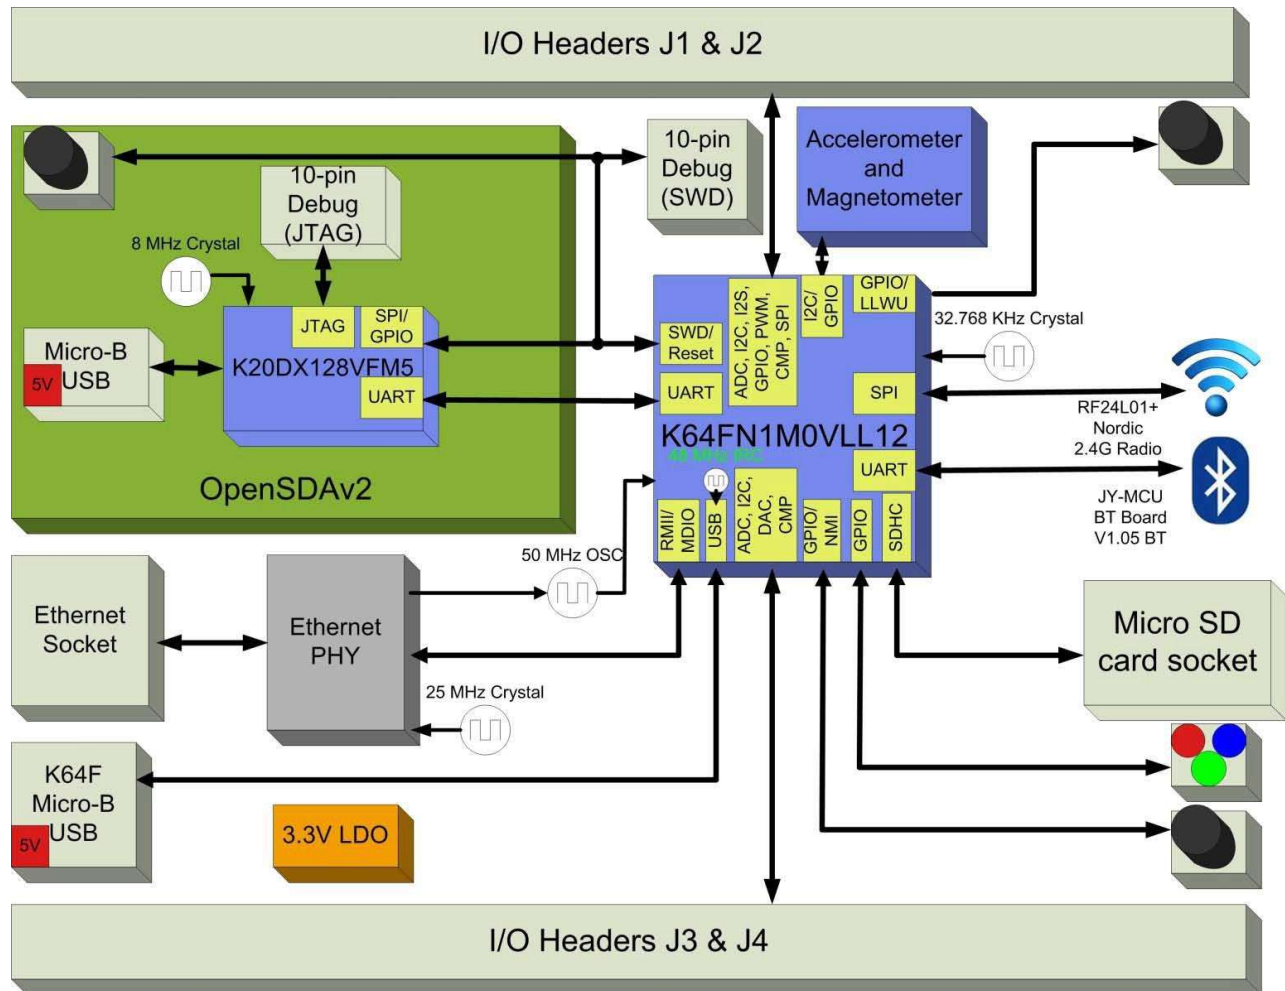 I/O Headers J1 & J2
10-pin
Debug
(SWD)
Accelerometer
and
Magnetometer
10-pin
Debug
(JTAG)
8 MHz Crystal
JTAG
SPI/
GPIO
K20DX128VFM5
UART
Micro-B
USB
5V
OpenSDAv2
SWD/
Reset
UART
ADC, I2C, I2S,
GPIO, PWM,
CMP, SPI
I2C/
GPIO
GPIO/
LLWU
SPI
K64FN1M0VLL12
48 MHz IRC
UART
RMII/
MDIO
USB
ADC, I2C,
DAC,
CMP
GPIO/
NMI
GPIO
SDHC
32.768 KHz Crystal
RF24L01+
Nordic
2.4G Radio
JY-MCU
BT Board
V1.05 BT
50 MHz OSC
Ethernet
Socket
Ethernet
PHY
25 MHz Crystal
Micro SD
card socket
K64F
Micro-B
USB
5V
3.3V LDO
I/O Headers J3 & J4